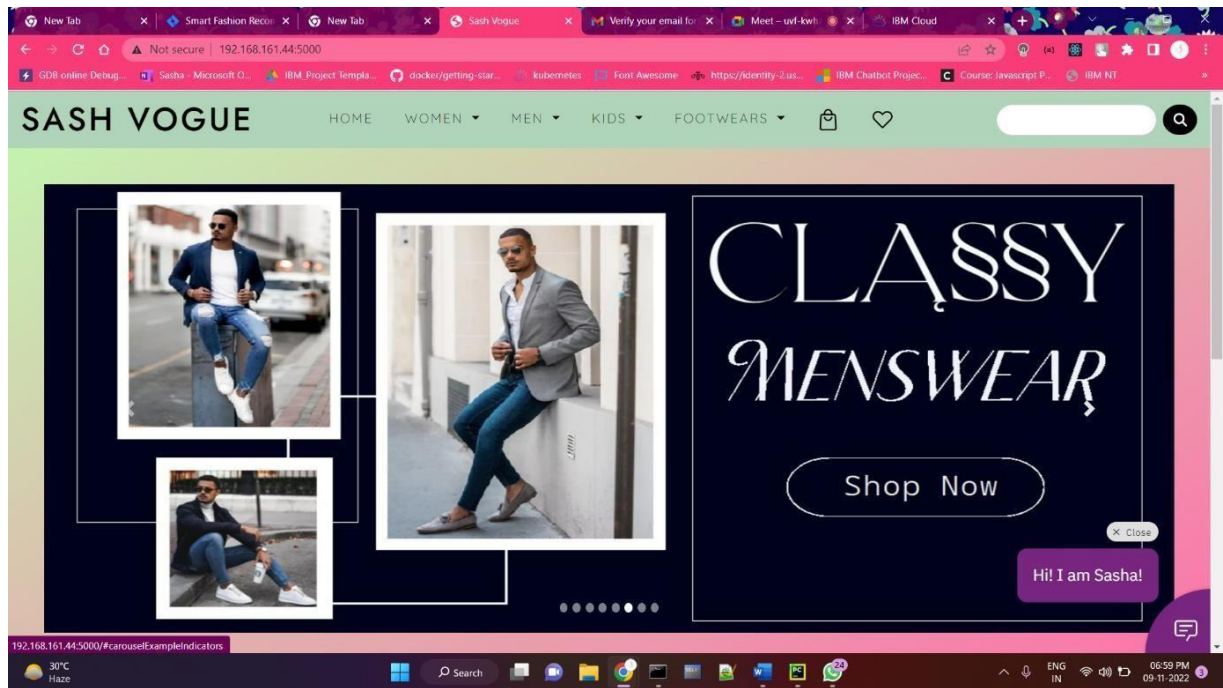 New Tab
Smart Fashion Recon
New Tab
Sash Vogue
Verify your email for
Meet – uvf-kwh
IBM Cloud
Not secure | 192.168.161.44:5000
GDB online Debug...
Sasha - Microsoft O...
IBM_Project Templa...
docker/getting-star...
kubernetes
Font Awesome
https://identity-2.us...
IBM Chatbot Projec...
Course: Javascript P...
IBM NT
SASH VOGUE
HOME
WOMEN
MEN
KIDS
FOOTWEARS
CLASSY
MENSWEAR
Shop Now
Close
Hi! I am Sasha!
192.168.161.44:5000/#carouselExampleIndicators
30°C
Haze
Search
24
ENG
IN
06:59 PM
09-11-2022
3